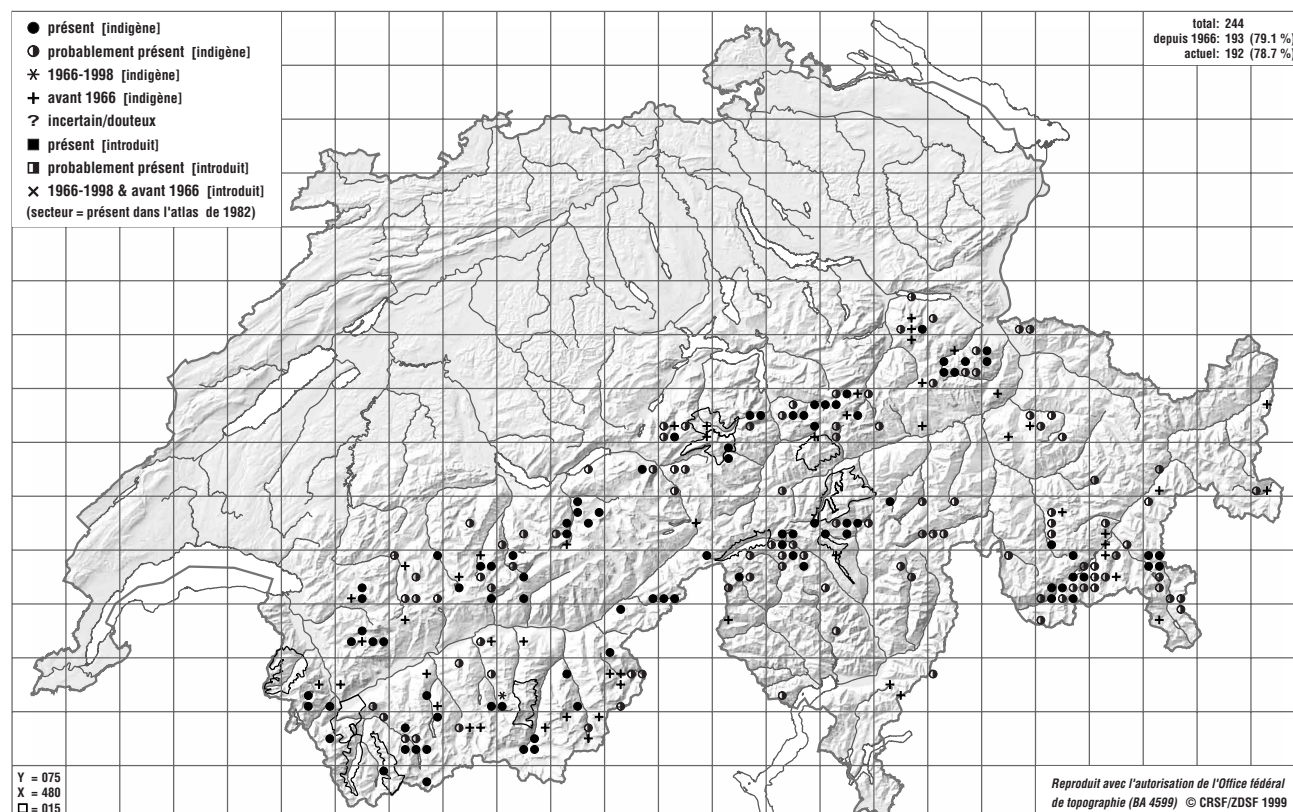 présent [indigène]
probablement présent [indigène]
1966-1998 [indigène]
avant 1966 [indigène]
? incertain/douteux
présent [introduit]
probablement présent [introduit]
1966-1998 & avant 1966 [introduit]
(secteur = présent dans l'atlas de 1982)
total: 244
depuis 1966: 193 (79.1 %)
actuel: 192 (78.7 %)
Y = 075
X = 480
= 015
Reproduit avec l'autorisation de l'Office fédéral
de topographie (BA 4599) © CRSF/ZDSF 1999